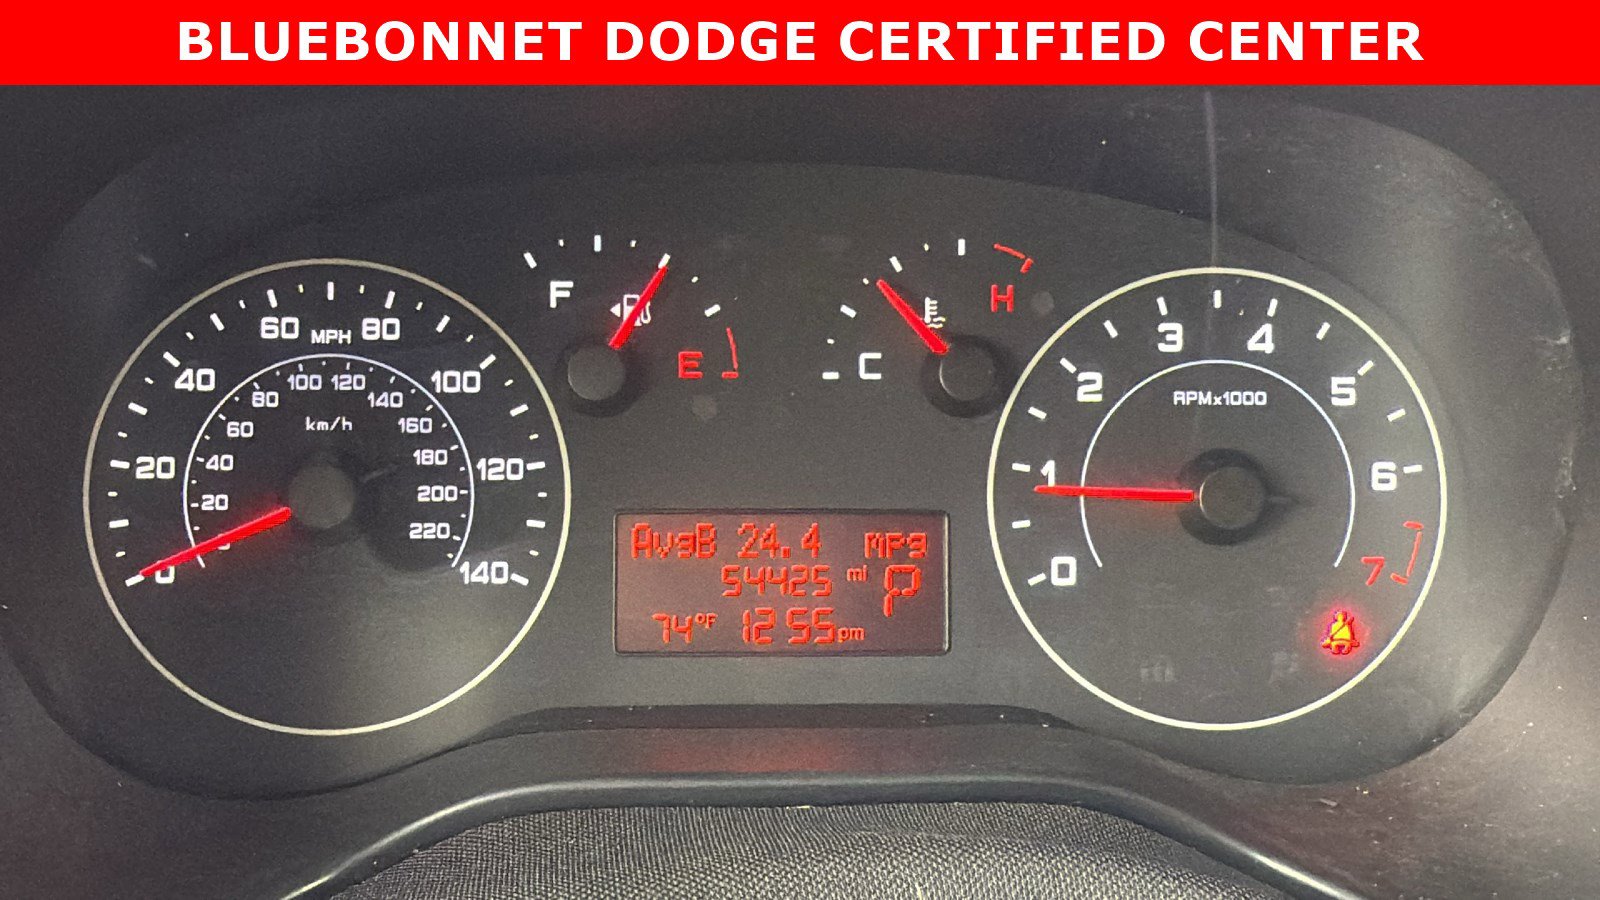 BLUEBONNET DODGE CERTIFIED CENTER
0 20 40 60 80 100 120 140
MPH
20 40 60 80 100 120 140 160 180 200 220
km/h
F E
C H
0 1 2 3 4 5 6 7
RPMx1000
AvgB 24.4 mpg
54425 mi P
74°F 12 55pm